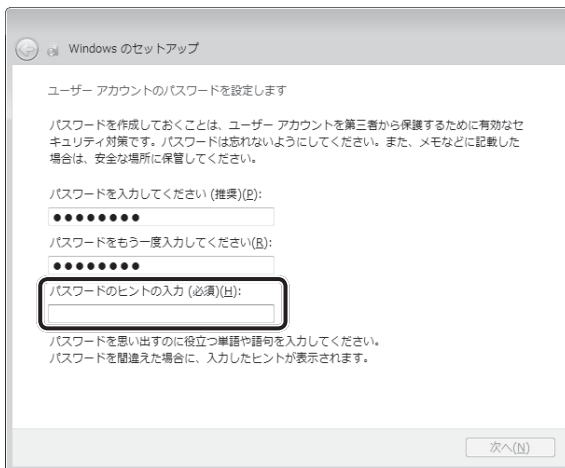 Windows のセットアップ
ユーザー アカウントのパスワードを設定します
パスワードを作成しておくことは、ユーザー アカウントを第三者から保護するために有効なセ
キュリティ対策です。パスワードは忘れないようにしてください。また、メモなどに記載した
場合は、安全な場所に保管してください。
パスワードを入力してください (推奨)(P):
●●●●●●●●
パスワードをもう一度入力してください(R):
●●●●●●●●
パスワードのヒントの入力 (必須)(H):
パスワードを思い出すのに役立つ単語や語句を入力してください。
パスワードを間違えた場合に、入力したヒントが表示されます。
次へ(N)